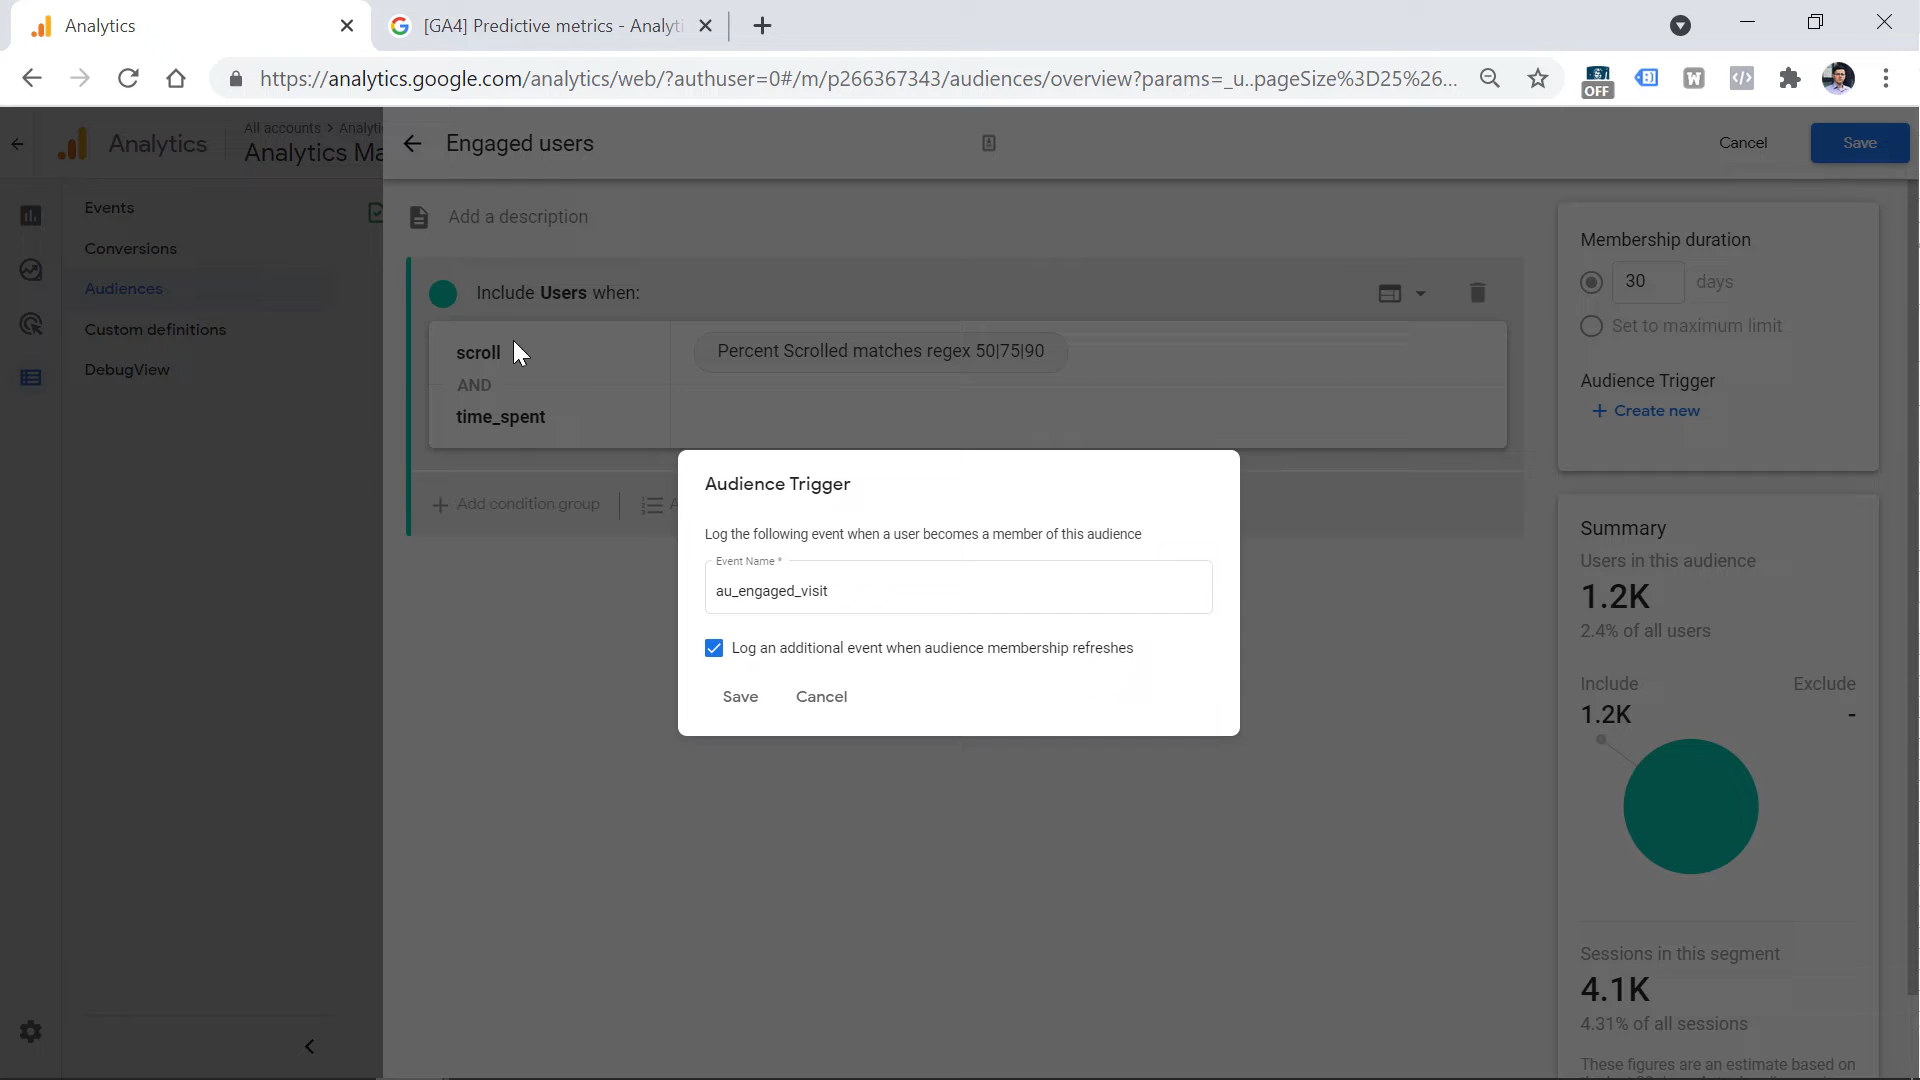 Analytics
[GA4] Predictive metrics - Analyti
https://analytics.google.com/analytics/web/?authuser=0#/m/p266367343/audiences/overview?params=_u..pageSize%3D25%26...
OFF
All accounts > Analyti
Analytics
Analytics Ma
Engaged users
Cancel
Save
Events
Conversions
Audiences
Custom definitions
DebugView
Add a description
Include Users when:
scroll
Percent Scrolled matches regex 50|75|90
AND
time_spent
Add condition group
A
Audience Trigger
Log the following event when a user becomes a member of this audience
Event Name *
au_engaged_visit
Log an additional event when audience membership refreshes
Save
Cancel
Membership duration
30 days
Set to maximum limit
Audience Trigger
+ Create new
Summary
Users in this audience
1.2K
2.4% of all users
Include
Exclude
1.2K
-
Sessions in this segment
4.1K
4.31% of all sessions
These figures are an estimate based on